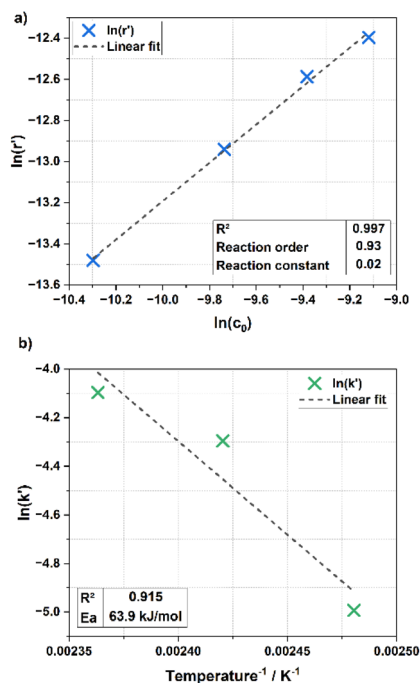 a)
ln(r')
Linear fit
−12.4
−12.6
−12.8
−13.0
−13.2
−13.4
−13.6
ln(r')
R² 0.997
Reaction order 0.93
Reaction constant 0.02
−10.4 −10.2 −10.0 −9.8 −9.6 −9.4 −9.2 −9.0
ln(c₀)
b)
ln(k')
Linear fit
−4.0
−4.2
−4.4
−4.6
−4.8
−5.0
ln(k')
R² 0.915
Ea 63.9 kJ/mol
0.00235 0.00240 0.00245 0.00250
Temperature⁻¹ / K⁻¹